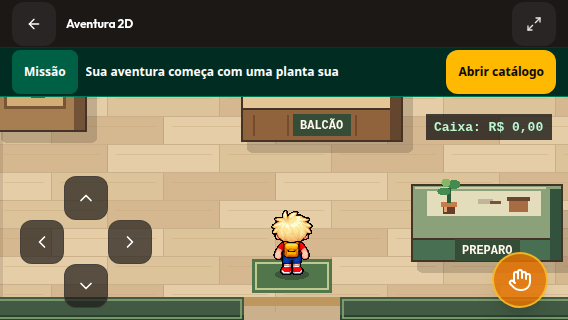 Aventura 2D
Missão
Sua aventura começa com uma planta sua
Abrir catálogo
BALCÃO
Caixa: R$ 0,00
PREPARO